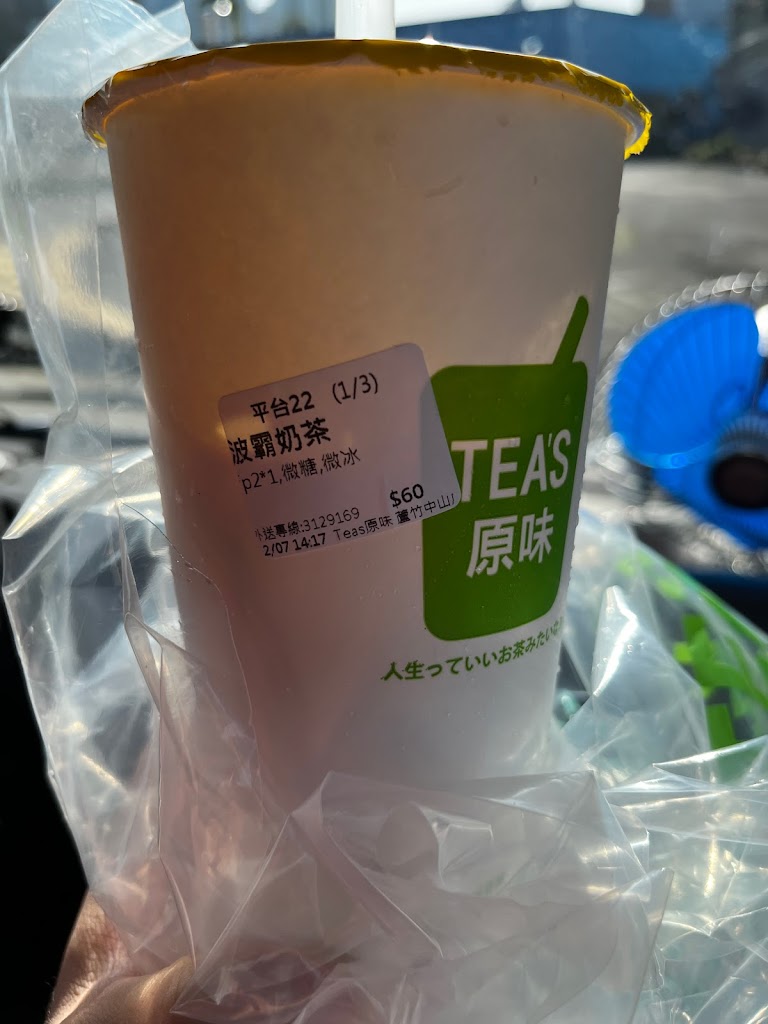 平台22 (1/3)
波霸奶茶
p2*1,微糖,微冰
$60
外送專線:3129169
2/07 14:17 Teas原味 蘆竹中山
TEA'S
原味
人生っていいお茶みたいな